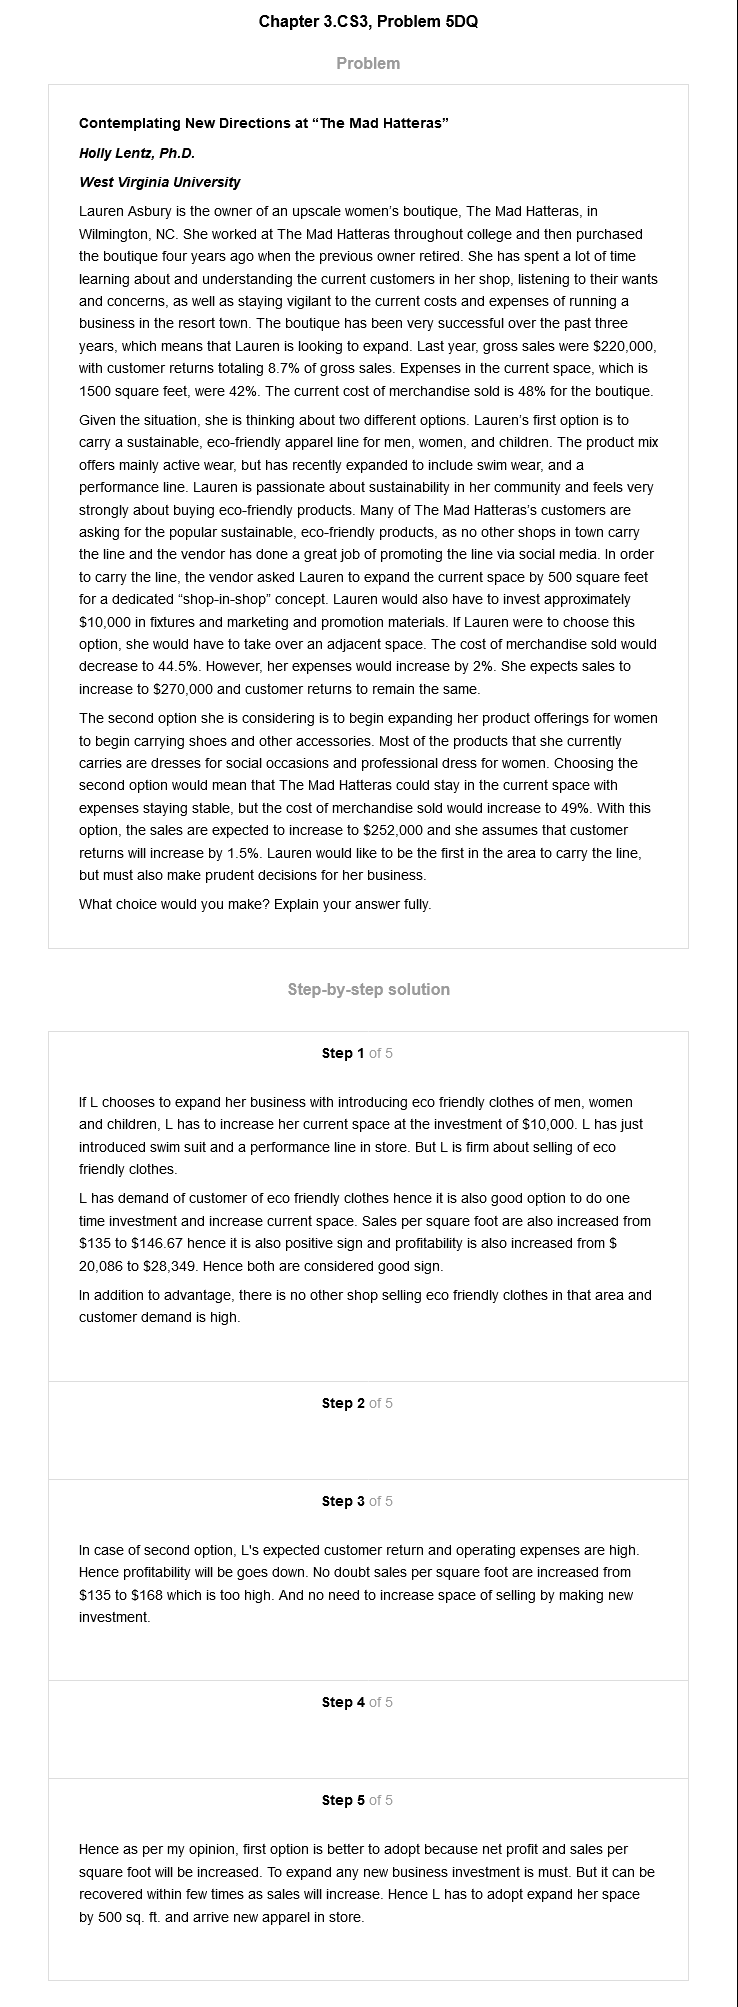 Chapter 3.CS3, Problem 5DQ
Problem
Contemplating New Directions at “The Mad Hatteras”
Holly Lentz, Ph.D.
West Virginia University
Lauren Asbury is the owner of an upscale women’s boutique, The Mad Hatteras, in
Wilmington, NC. She worked at The Mad Hatteras throughout college and then purchased
the boutique four years ago when the previous owner retired. She has spent a lot of time
learning about and understanding the current customers in her shop, listening to their wants
and concerns, as well as staying vigilant to the current costs and expenses of running a
business in the resort town. The boutique has been very successful over the past three
years, which means that Lauren is looking to expand. Last year, gross sales were $220,000,
with customer returns totaling 8.7% of gross sales. Expenses in the current space, which is
1500 square feet, were 42%. The current cost of merchandise sold is 48% for the boutique.
Given the situation, she is thinking about two different options. Lauren’s first option is to
carry a sustainable, eco-friendly apparel line for men, women, and children. The product mix
offers mainly active wear, but has recently expanded to include swim wear, and a
performance line. Lauren is passionate about sustainability in her community and feels very
strongly about buying eco-friendly products. Many of The Mad Hatteras’s customers are
asking for the popular sustainable, eco-friendly products, as no other shops in town carry
the line and the vendor has done a great job of promoting the line via social media. In order
to carry the line, the vendor asked Lauren to expand the current space by 500 square feet
for a dedicated “shop-in-shop” concept. Lauren would also have to invest approximately
$10,000 in fixtures and marketing and promotion materials. If Lauren were to choose this
option, she would have to take over an adjacent space. The cost of merchandise sold would
decrease to 44.5%. However, her expenses would increase by 2%. She expects sales to
increase to $270,000 and customer returns to remain the same.
The second option she is considering is to begin expanding her product offerings for women
to begin carrying shoes and other accessories. Most of the products that she currently
carries are dresses for social occasions and professional dress for women. Choosing the
second option would mean that The Mad Hatteras could stay in the current space with
expenses staying stable, but the cost of merchandise sold would increase to 49%. With this
option, the sales are expected to increase to $252,000 and she assumes that customer
returns will increase by 1.5%. Lauren would like to be the first in the area to carry the line,
but must also make prudent decisions for her business.
What choice would you make? Explain your answer fully.
Step-by-step solution
Step 1 of 5
If L chooses to expand her business with introducing eco friendly clothes of men, women
and children, L has to increase her current space at the investment of $10,000. L has just
introduced swim suit and a performance line in store. But L is firm about selling of eco
friendly clothes.
L has demand of customer of eco friendly clothes hence it is also good option to do one
time investment and increase current space. Sales per square foot are also increased from
$135 to $146.67 hence it is also positive sign and profitability is also increased from $
20,086 to $28,349. Hence both are considered good sign.
In addition to advantage, there is no other shop selling eco friendly clothes in that area and
customer demand is high.
Step 2 of 5
Step 3 of 5
In case of second option, L's expected customer return and operating expenses are high.
Hence profitability will be goes down. No doubt sales per square foot are increased from
$135 to $168 which is too high. And no need to increase space of selling by making new
investment.
Step 4 of 5
Step 5 of 5
Hence as per my opinion, first option is better to adopt because net profit and sales per
square foot will be increased. To expand any new business investment is must. But it can be
recovered within few times as sales will increase. Hence L has to adopt expand her space
by 500 sq. ft. and arrive new apparel in store.